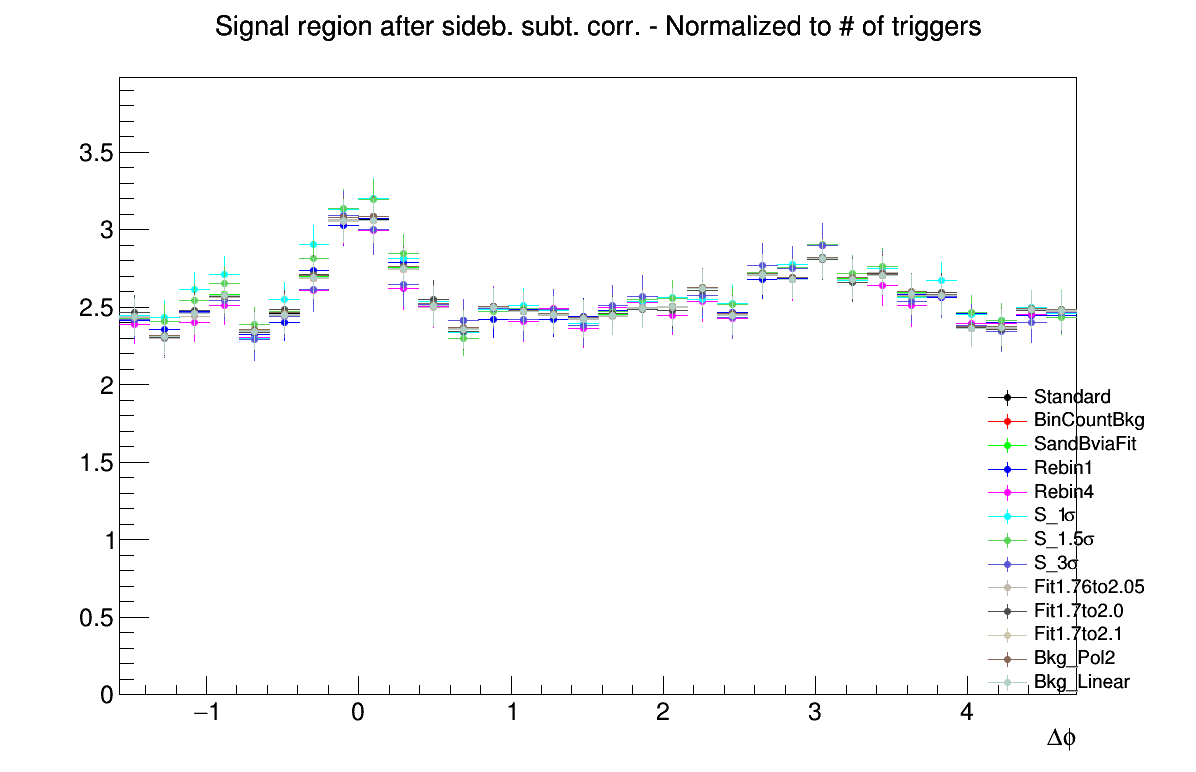 Signal region after sideb. subt. corr. - Normalized to # of triggers
3.5
3
2.5
2
1.5
1
0.5
0
−1
0
1
2
3
4
Δϕ
Standard
BinCountBkg
SandBviaFit
Rebin1
Rebin4
S_1σ
S_1.5σ
S_3σ
Fit1.76to2.05
Fit1.7to2.0
Fit1.7to2.1
Bkg_Pol2
Bkg_Linear